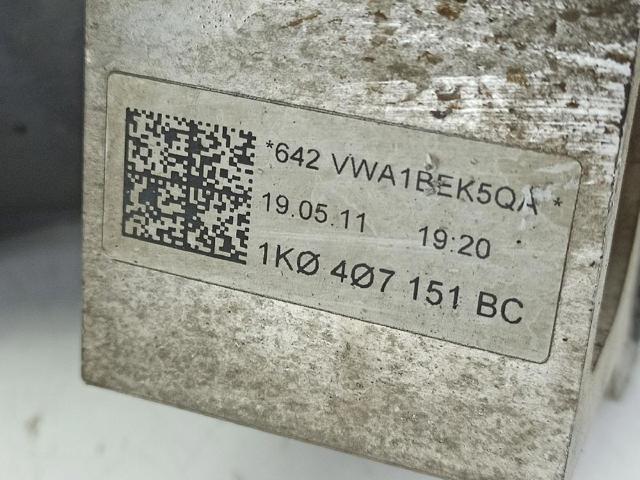 *642 VWA1BEK5QA *
19.05.11 19:20
1KØ 4Ø7 151 BC